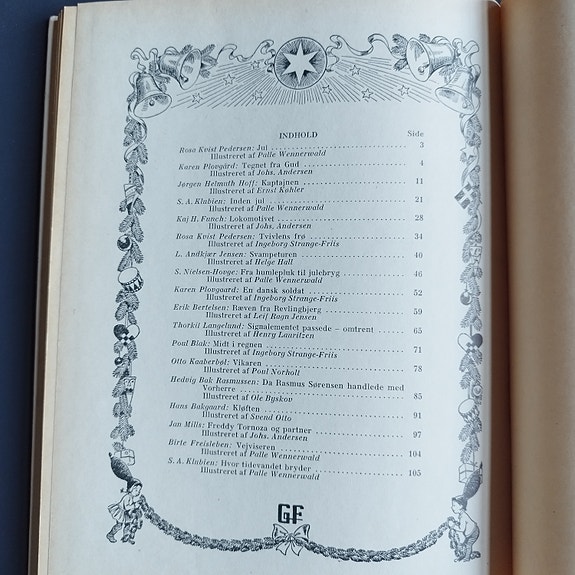 INDHOLD Side
Rosa Kvist Pedersen: Jul 3
Illustreret af Palle Wennerwald
Karen Plovgård: Tegnet fra Gud 4
Illustreret af Johs. Andersen
Jørgen Helmuth Hoff: Kaptajnen 11
Illustreret af Ernst Køhler
S. A. Klubien: Inden jul 21
Illustreret af Palle Wennerwald
Kaj H. Funch: Lokomotivet 28
Illustreret af Johs. Andersen
Rosa Kvist Pedersen: Tvivlens frø 34
Illustreret af Ingeborg Strange-Friis
L. Andkjær Jensen: Svampeturen 40
Illustreret af Helge Hall
S. Nielsen-Hovge: Fra humlepluk til julebryg 46
Illustreret af Palle Wennerwald
Karen Plovgaard: En dansk soldat 52
Illustreret af Ingeborg Strange-Friis
Erik Bertelsen: Ræven fra Revlingbjerg 59
Illustreret af Leif Ragn Jensen
Thorkil Langelund: Signalementet passede – omtrent 65
Illustreret af Henry Lauritzen
Poul Blak: Midt i regnen 71
Illustreret af Ingeborg Strange-Friis
Otto Kaaberbøl: Vikaren 78
Illustreret af Poul Norholt
Hedvig Bak Rasmussen: Da Rasmus Sørensen handlede med
Vorherre 85
Illustreret af Ole Byskov
Hans Bakgaard: Kløften 91
Illustreret af Svend Otto
Jan Mills: Freddy Tornoza og partner 97
Illustreret af Johs. Andersen
Birte Freisleben: Vejviseren 104
Illustreret af Palle Wennerwald
S. A. Klubien: Hvor tidevandet bryder 105
Illustreret af Palle Wennerwald
GF